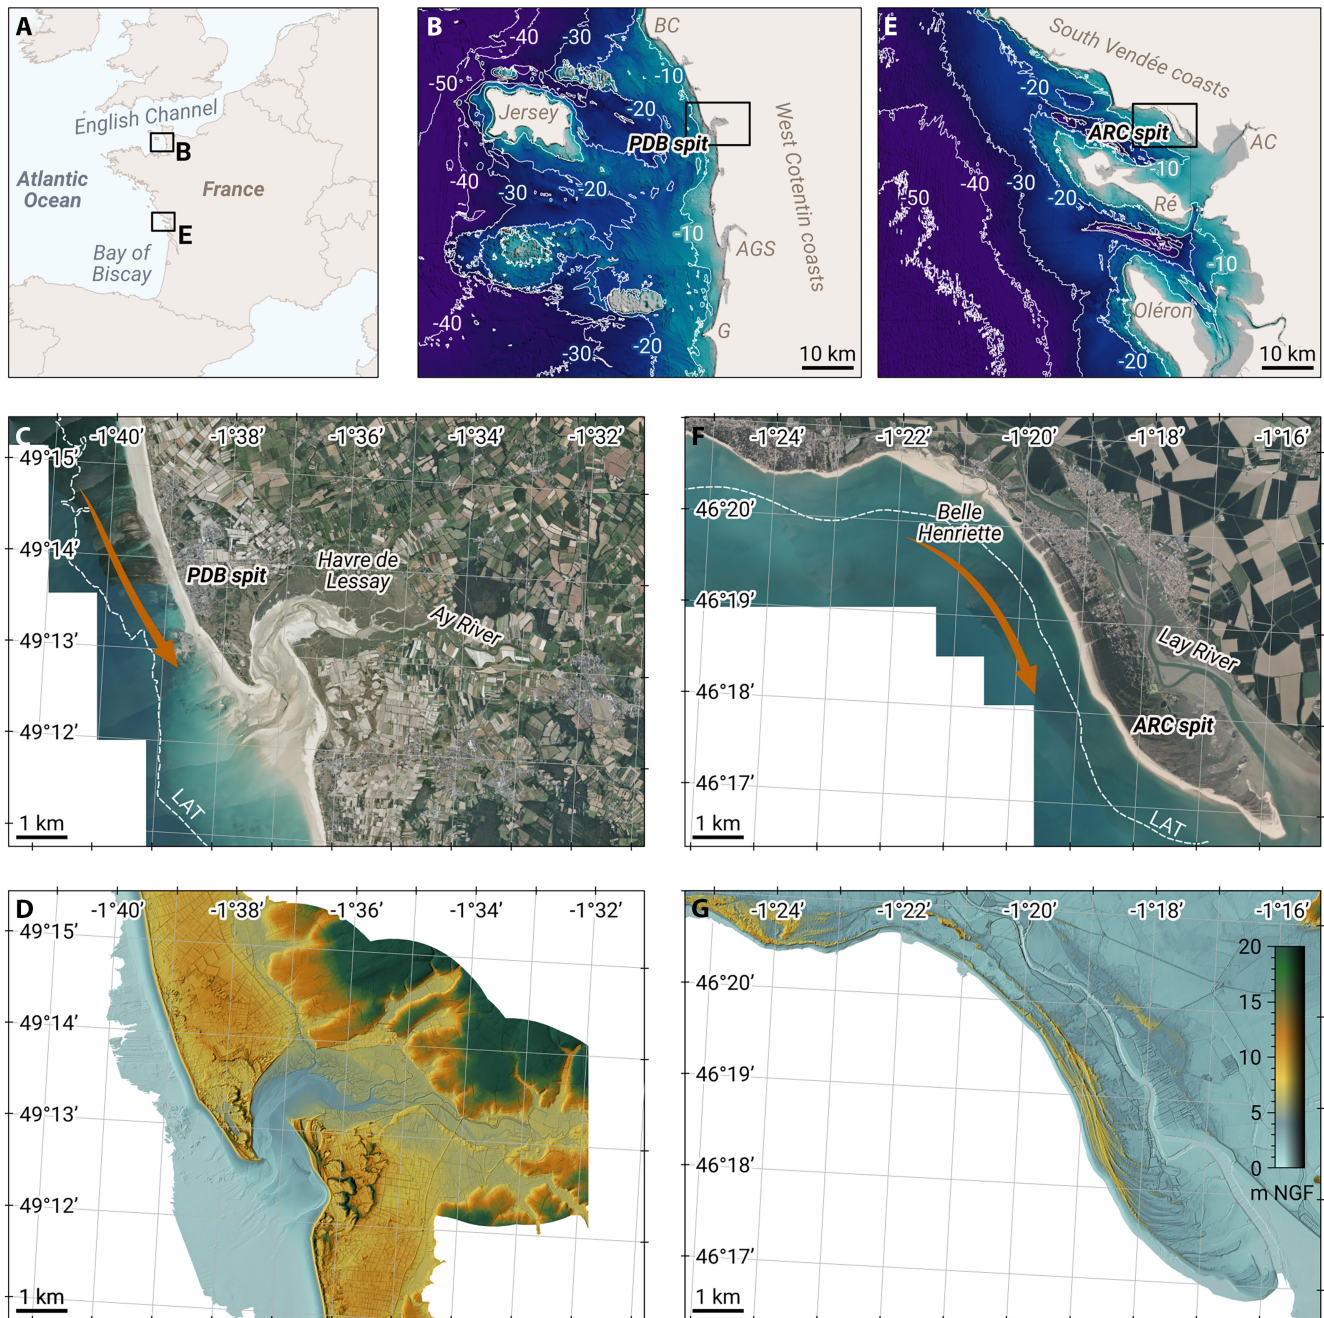 A
English Channel
B
Atlantic
Ocean
France
E
Bay of
Biscay
B
BC
-40
-30
-10
-50
-20
Jersey
PDB spit
West Cotentin coasts
-40
-30
-20
-10
AGS
-40
-30
-20
G
10 km
E
South Vendée coasts
-20
ARC spit
AC
-10
-40
-30
-20
-50
Ré
-10
Oléron
-20
10 km
C
-1°40'
-1°38'
-1°36'
-1°34'
-1°32'
49°15'
49°14'
49°13'
49°12'
PDB spit
Havre de
Lessay
Ay River
LAT
1 km
F
-1°24'
-1°22'
-1°20'
-1°18'
-1°16'
46°20'
46°19'
46°18'
46°17'
Belle
Henriette
Lay River
ARC spit
LAT
1 km
D
-1°40'
-1°38'
-1°36'
-1°34'
-1°32'
49°15'
49°14'
49°13'
49°12'
1 km
G
-1°24'
-1°22'
-1°20'
-1°18'
-1°16'
46°20'
46°19'
46°18'
46°17'
20
15
10
5
0
m NGF
1 km